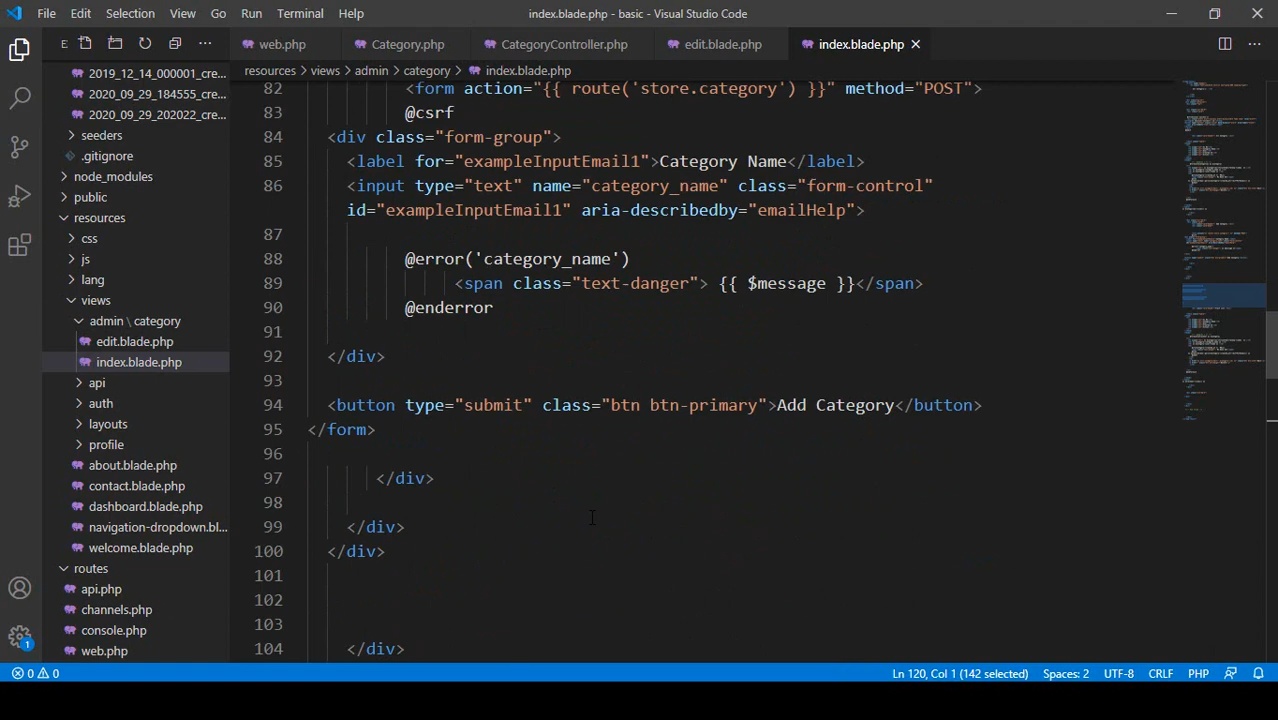 File Edit Selection View Go Run Terminal Help index.blade.php - basic - Visual Studio Code
E ... web.php Category.php CategoryController.php edit.blade.php index.blade.php
resources > views > admin > category > index.blade.php
2019_12_14_000001_cre...
2020_09_29_184555_cre...
2020_09_29_202022_cre...
seeders
.gitignore
node_modules
public
resources
css
js
lang
views
admin \ category
edit.blade.php
index.blade.php
api
auth
layouts
profile
about.blade.php
contact.blade.php
dashboard.blade.php
navigation-dropdown.bl...
welcome.blade.php
routes
api.php
channels.php
console.php
web.php
82 <form action="{{ route('store.category') }}" method="POST">
83 @csrf
84 <div class="form-group">
85 <label for="exampleInputEmail1">Category Name</label>
86 <input type="text" name="category_name" class="form-control"
id="exampleInputEmail1" aria-describedby="emailHelp">
87
88 @error('category_name')
89 <span class="text-danger"> {{ $message }}</span>
90 @enderror
91
92 </div>
93
94 <button type="submit" class="btn btn-primary">Add Category</button>
95 </form>
96
97 </div>
98
99 </div>
100 </div>
101
102
103
104 </div>
1
0 0 Ln 120, Col 1 (142 selected) Spaces: 2 UTF-8 CRLF PHP